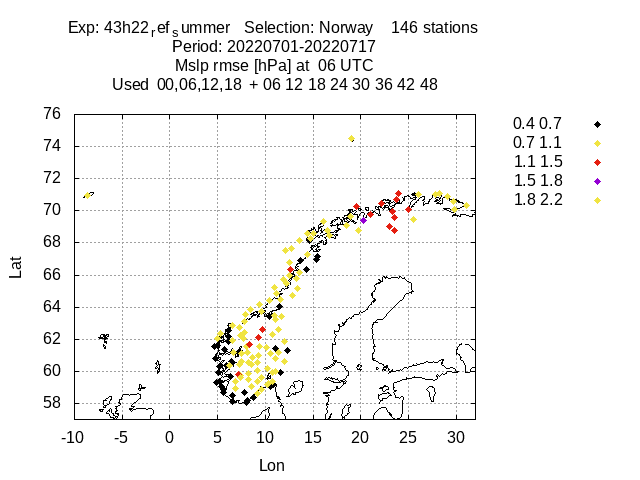 Exp: 43h22refsummer Selection: Norway 146 stations
Period: 20220701-20220717
Mslp rmse [hPa] at 06 UTC
Used 00,06,12,18 + 06 12 18 24 30 36 42 48
76
74
72
70
68
66
64
62
60
58
Lat
-10 -5 0 5 10 15 20 25 30
Lon
0.4 0.7
0.7 1.1
1.1 1.5
1.5 1.8
1.8 2.2